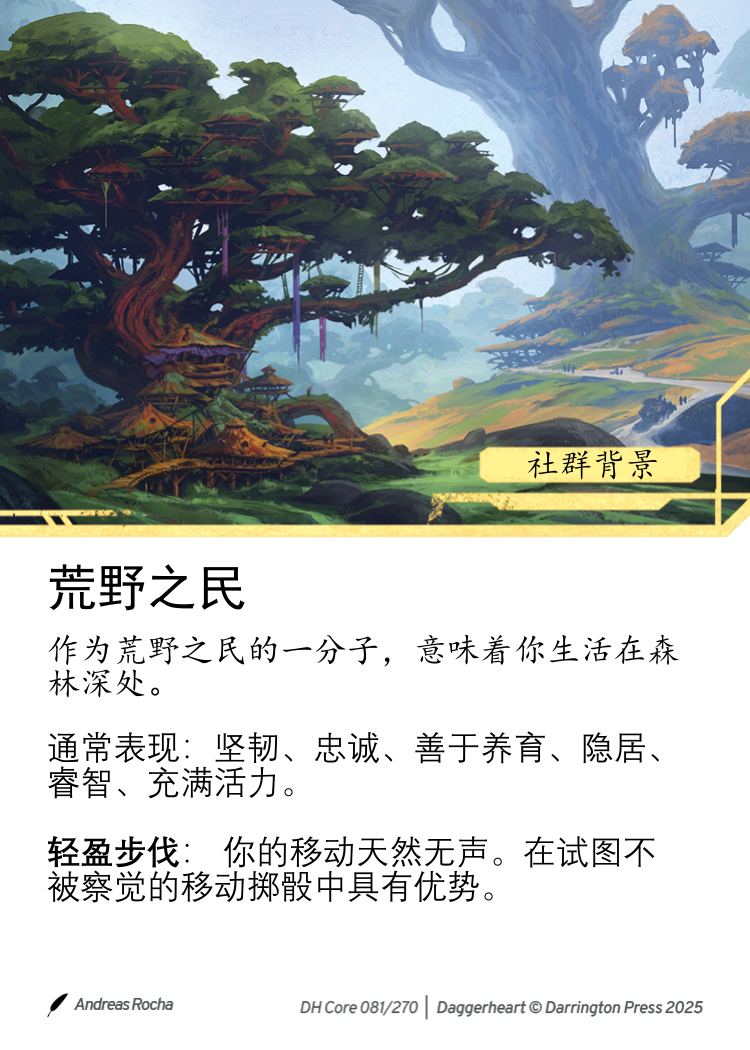 社群背景
荒野之民
作为荒野之民的一分子，意味着你生活在森
林深处。
通常表现：坚韧、忠诚、善于养育、隐居、
睿智、充满活力。
轻盈步伐： 你的移动天然无声。在试图不
被察觉的移动掷骰中具有优势。
Andreas Rocha
DH Core 081/270 | Daggerheart © Darrington Press 2025